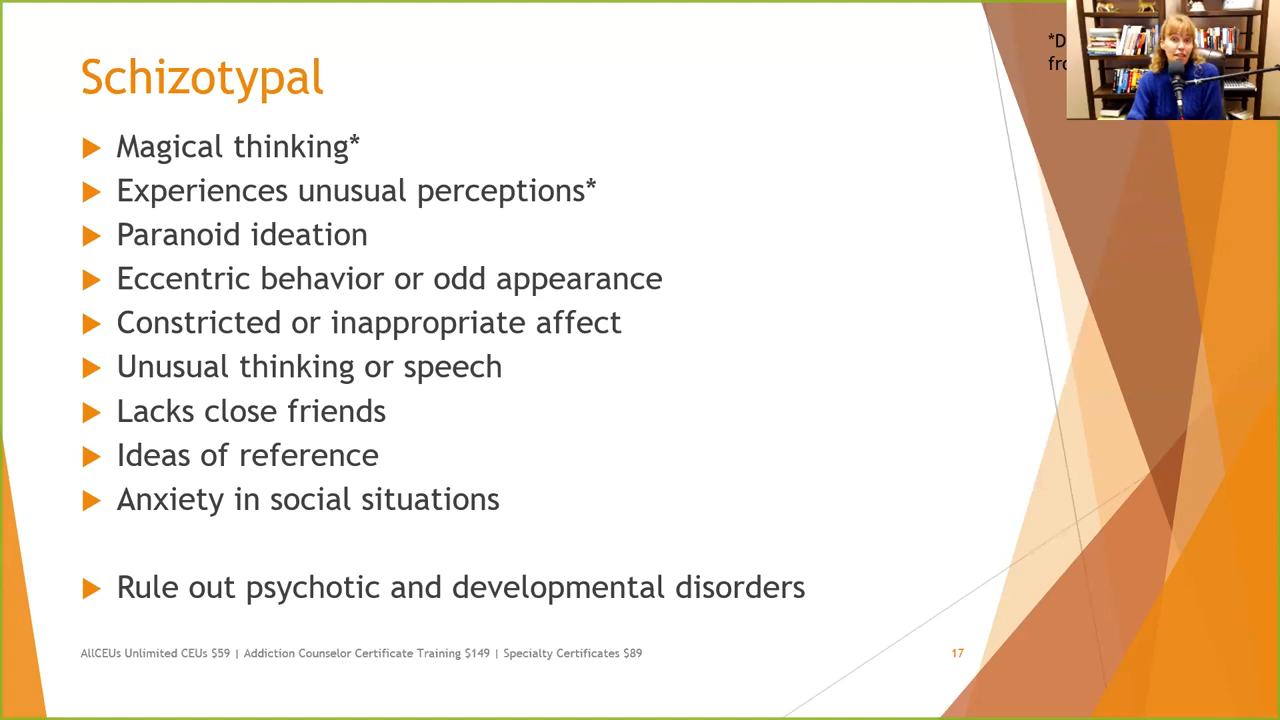 Schizotypal
Magical thinking*
Experiences unusual perceptions*
Paranoid ideation
Eccentric behavior or odd appearance
Constricted or inappropriate affect
Unusual thinking or speech
Lacks close friends
Ideas of reference
Anxiety in social situations
Rule out psychotic and developmental disorders
AllCEUs Unlimited CEUs $59 | Addiction Counselor Certificate Training $149 | Specialty Certificates $89
17